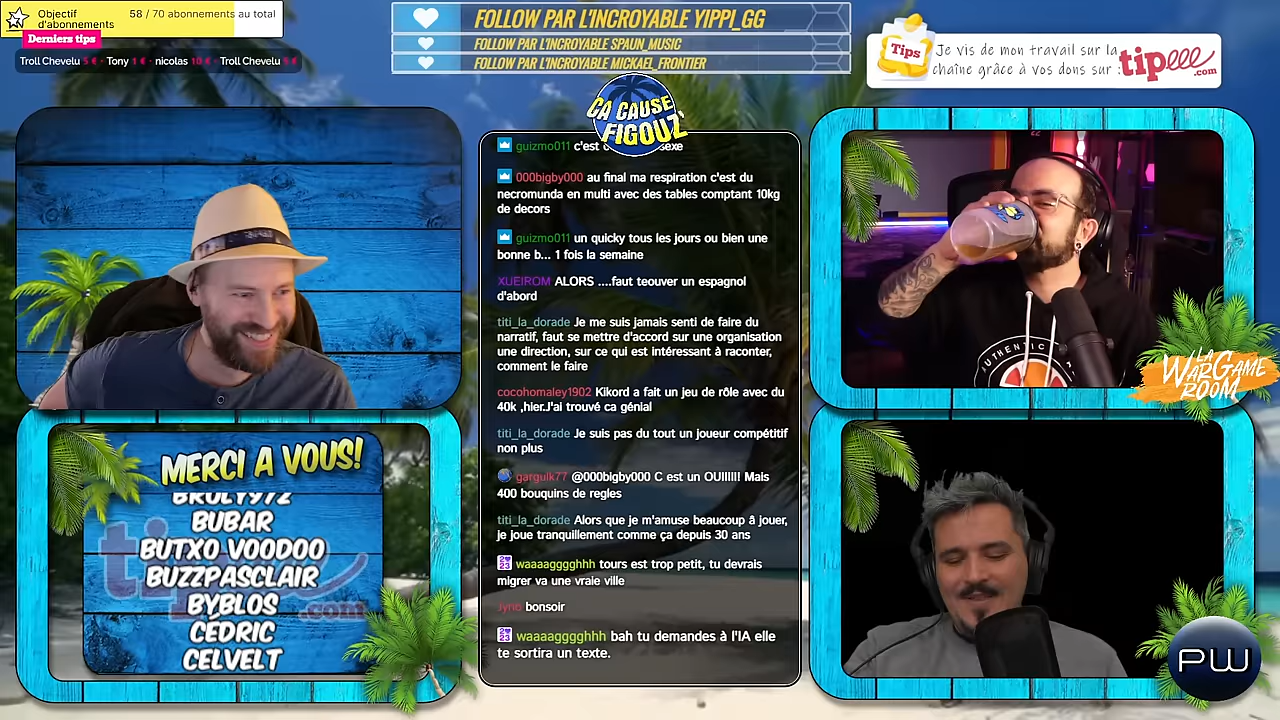 Objectif
d'abonnements
58 / 70 abonnements au total
Derniers tips
Troll Chevelu 5 € · Tony 1 € · nicolas 10 € · Troll Chevelu 5 €
FOLLOW PAR L'INCROYABLE YIPPI_GG
FOLLOW PAR L'INCROYABLE SPAUN_MUSIC
FOLLOW PAR L'INCROYABLE MICKAEL_FRONTIER
Tips
Je vis de mon travail sur la
chaîne grâce à vos dons sur :
tipeee
.com
ÇA CAUSE
FIGOUZ'
guizmo011 c'est sexe
000bigby000 au final ma respiration c'est du
necromunda en multi avec des tables comptant 10kg
de decors
guizmo011 un quicky tous les jours ou bien une
bonne b... 1 fois la semaine
XUEIROM ALORS ....faut teouver un espagnol
d'abord
titi_la_dorade Je me suis jamais senti de faire du
narratif, faut se mettre d'accord sur une organisation
une direction, sur ce qui est intéressant à raconter,
comment le faire
cocohomaley1902 Kikord a fait un jeu de rôle avec du
40k ,hier.J'ai trouvé ca génial
titi_la_dorade Je suis pas du tout un joueur compétitif
non plus
gargulk77 @000bigby000 C est un OUIIIIII! Mais
400 bouquins de regles
titi_la_dorade Alors que je m'amuse beaucoup à jouer,
je joue tranquillement comme ça depuis 30 ans
waaaagggghhh tours est trop petit, tu devrais
migrer va une vraie ville
Jyno bonsoir
waaaagggghhh bah tu demandes à l'IA elle
te sortira un texte.
MERCI A VOUS!
BRULY972
BUBAR
BUTXO VOODOO
BUZZPASCLAIR
BYBLOS
CÉDRIC
CELVELT
.com
LA
WARGAME
ROOM
PW